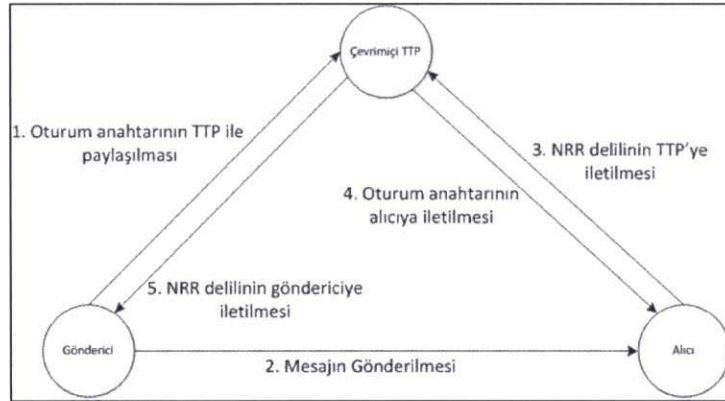 Çevrimiçi TTP
1. Oturum anahtarının TTP ile
paylaşılması
3. NRR delilinin TTP'ye
iletilmesi
4. Oturum anahtarının
alıcıya iletilmesi
5. NRR delilinin göndericiye
iletilmesi
Gönderici
Alıcı
2. Mesajın Gönderilmesi